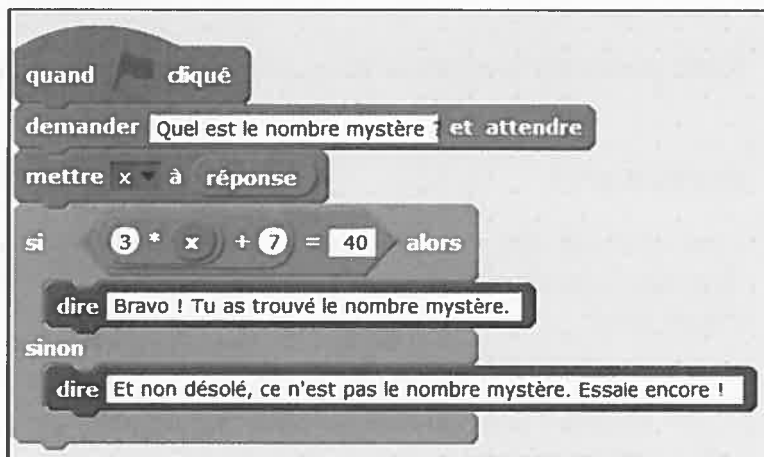 quand cliqué
demander Quel est le nombre mystère ? et attendre
mettre x à réponse
si 3 * x + 7 = 40 alors
dire Bravo ! Tu as trouvé le nombre mystère.
sinon
dire Et non désolé, ce n'est pas le nombre mystère. Essaie encore !